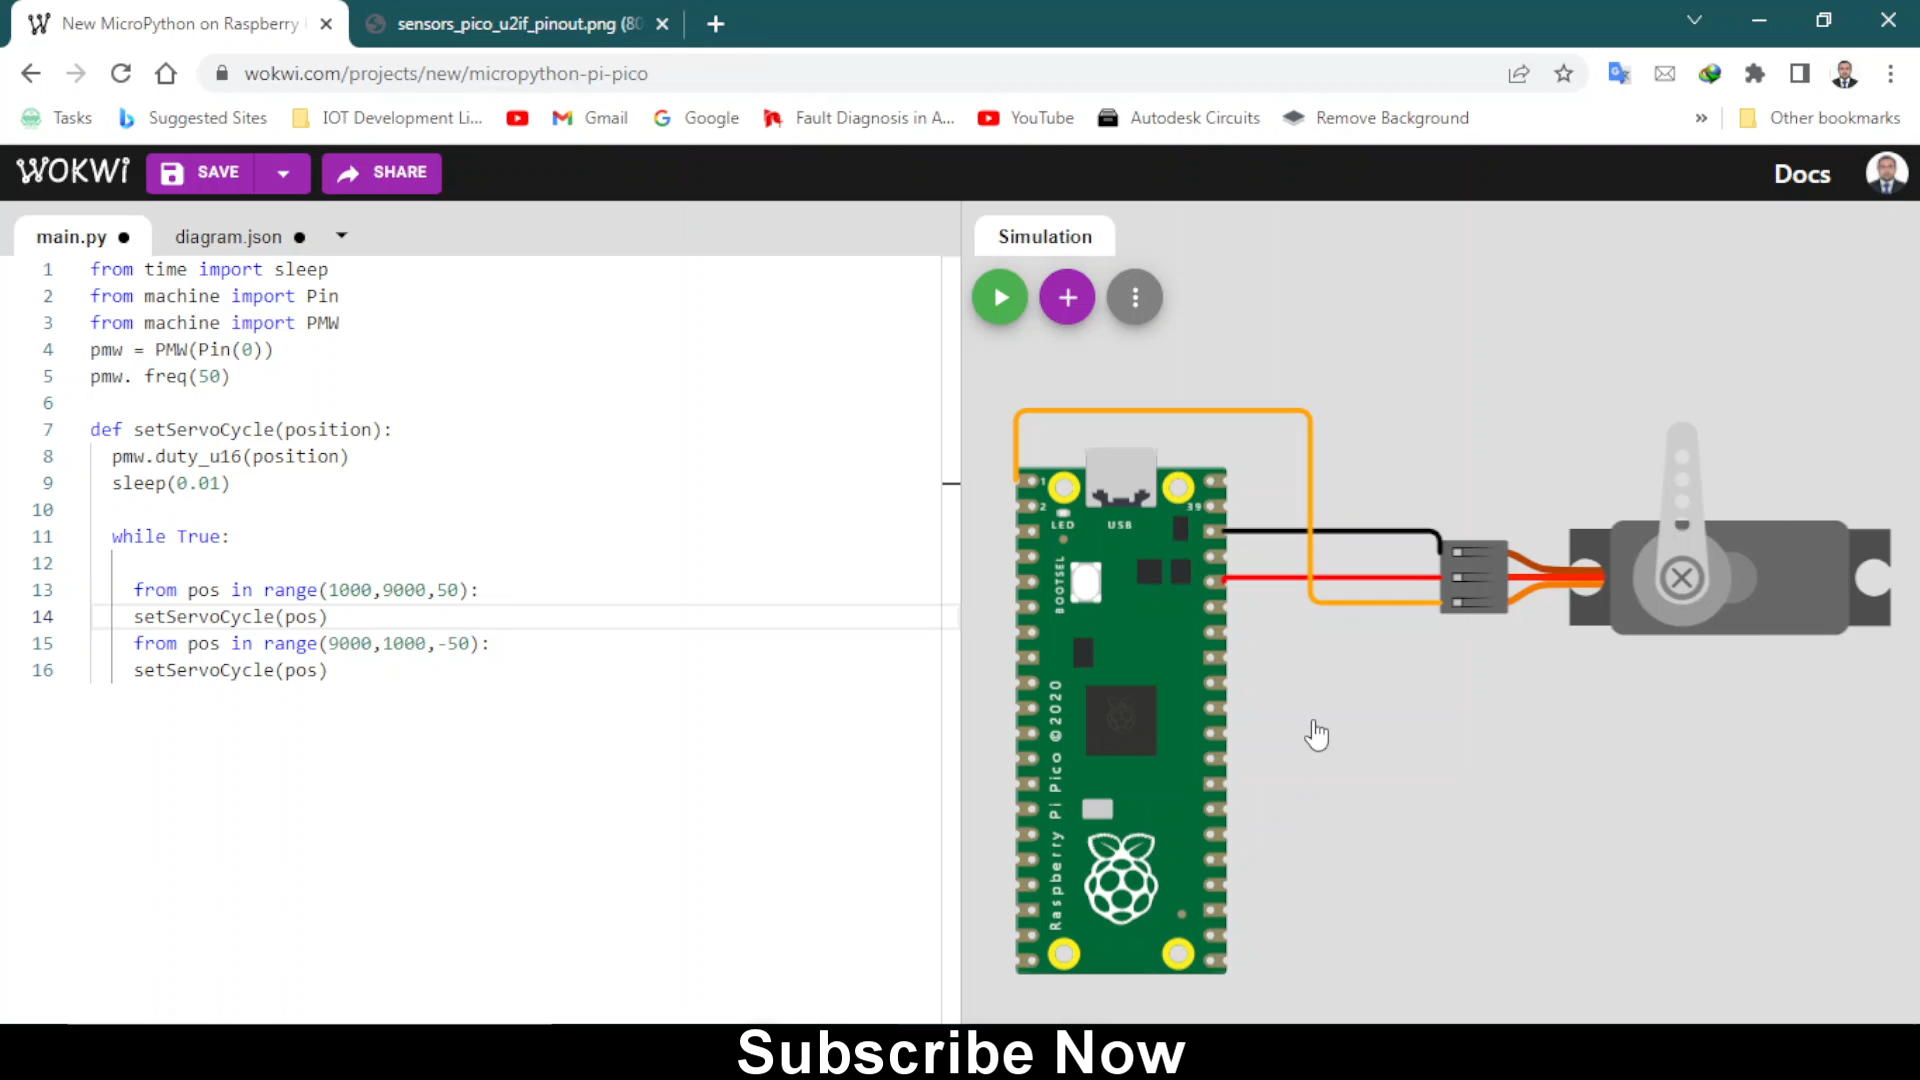 New MicroPython on Raspberry
sensors_pico_u2if_pinout.png (80
wokwi.com/projects/new/micropython-pi-pico
Tasks
Suggested Sites
IOT Development Li...
Gmail
Google
Fault Diagnosis in A...
YouTube
Autodesk Circuits
Remove Background
»
Other bookmarks
WOKWi
SAVE
SHARE
Docs
main.py
diagram.json
Simulation
1 from time import sleep
2 from machine import Pin
3 from machine import PMW
4 pmw = PMW(Pin(0))
5 pmw. freq(50)
6
7 def setServoCycle(position):
8 pmw.duty_u16(position)
9 sleep(0.01)
10
11 while True:
12
13 from pos in range(1000,9000,50):
14 setServoCycle(pos)
15 from pos in range(9000,1000,-50):
16 setServoCycle(pos)
1
2
39
LED
USB
BOOTSEL
Raspberry Pi Pico ©2020
Subscribe Now